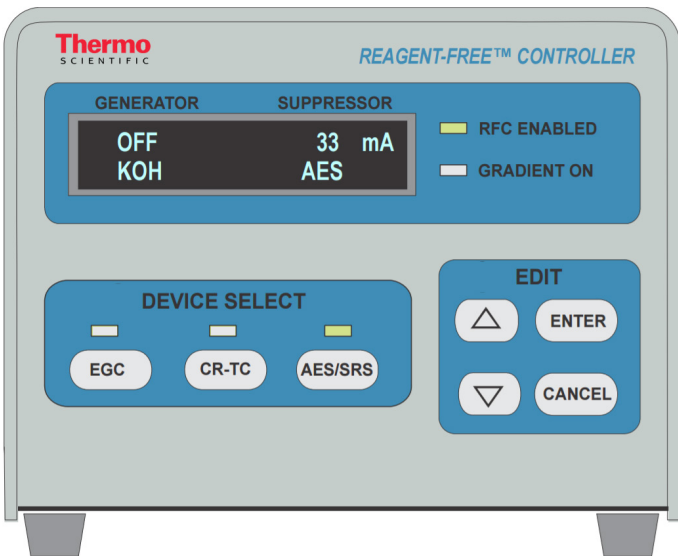 Thermo
SCIENTIFIC
REAGENT-FREE™ CONTROLLER
GENERATOR SUPPRESSOR
OFF 33 mA
KOH AES
RFC ENABLED
GRADIENT ON
DEVICE SELECT
EGC CR-TC AES/SRS
EDIT
ENTER
CANCEL